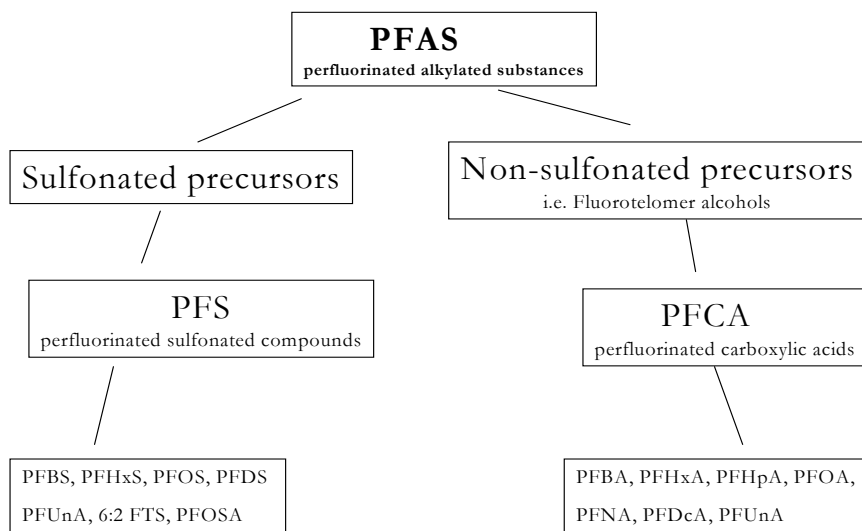 PFAS
perfluorinated alkylated substances
Sulfonated precursors
Non-sulfonated precursors
i.e. Fluorotelomer alcohols
PFS
perfluorinated sulfonated compounds
PFCA
perfluorinated carboxylic acids
PFBS, PFHxS, PFOS, PFDS
PFUnA, 6:2 FTS, PFOSA
PFBA, PFHxA, PFHpA, PFOA,
PFNA, PFDcA, PFUnA